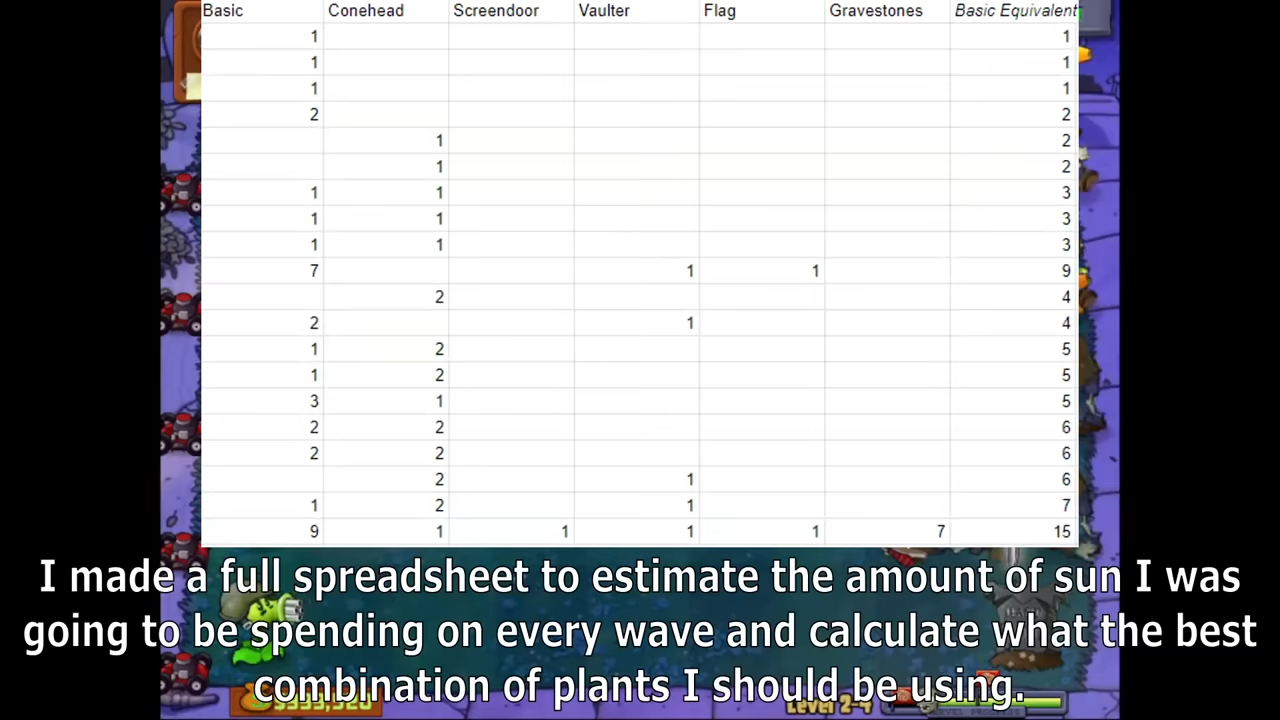 Basic Conehead Screendoor Vaulter Flag Gravestones Basic Equivalent
1 1
1 1
1 1
2 2
1 2
1 2
1 1 3
1 1 3
1 1 3
7 1 1 9
2 4
2 1 4
1 2 5
1 2 5
3 1 5
2 2 6
2 2 6
2 1 6
1 2 1 7
9 1 1 1 1 7 15
I made a full spreadsheet to estimate the amount of sun I was
going to be spending on every wave and calculate what the best
combination of plants I should be using.
Level 2-4